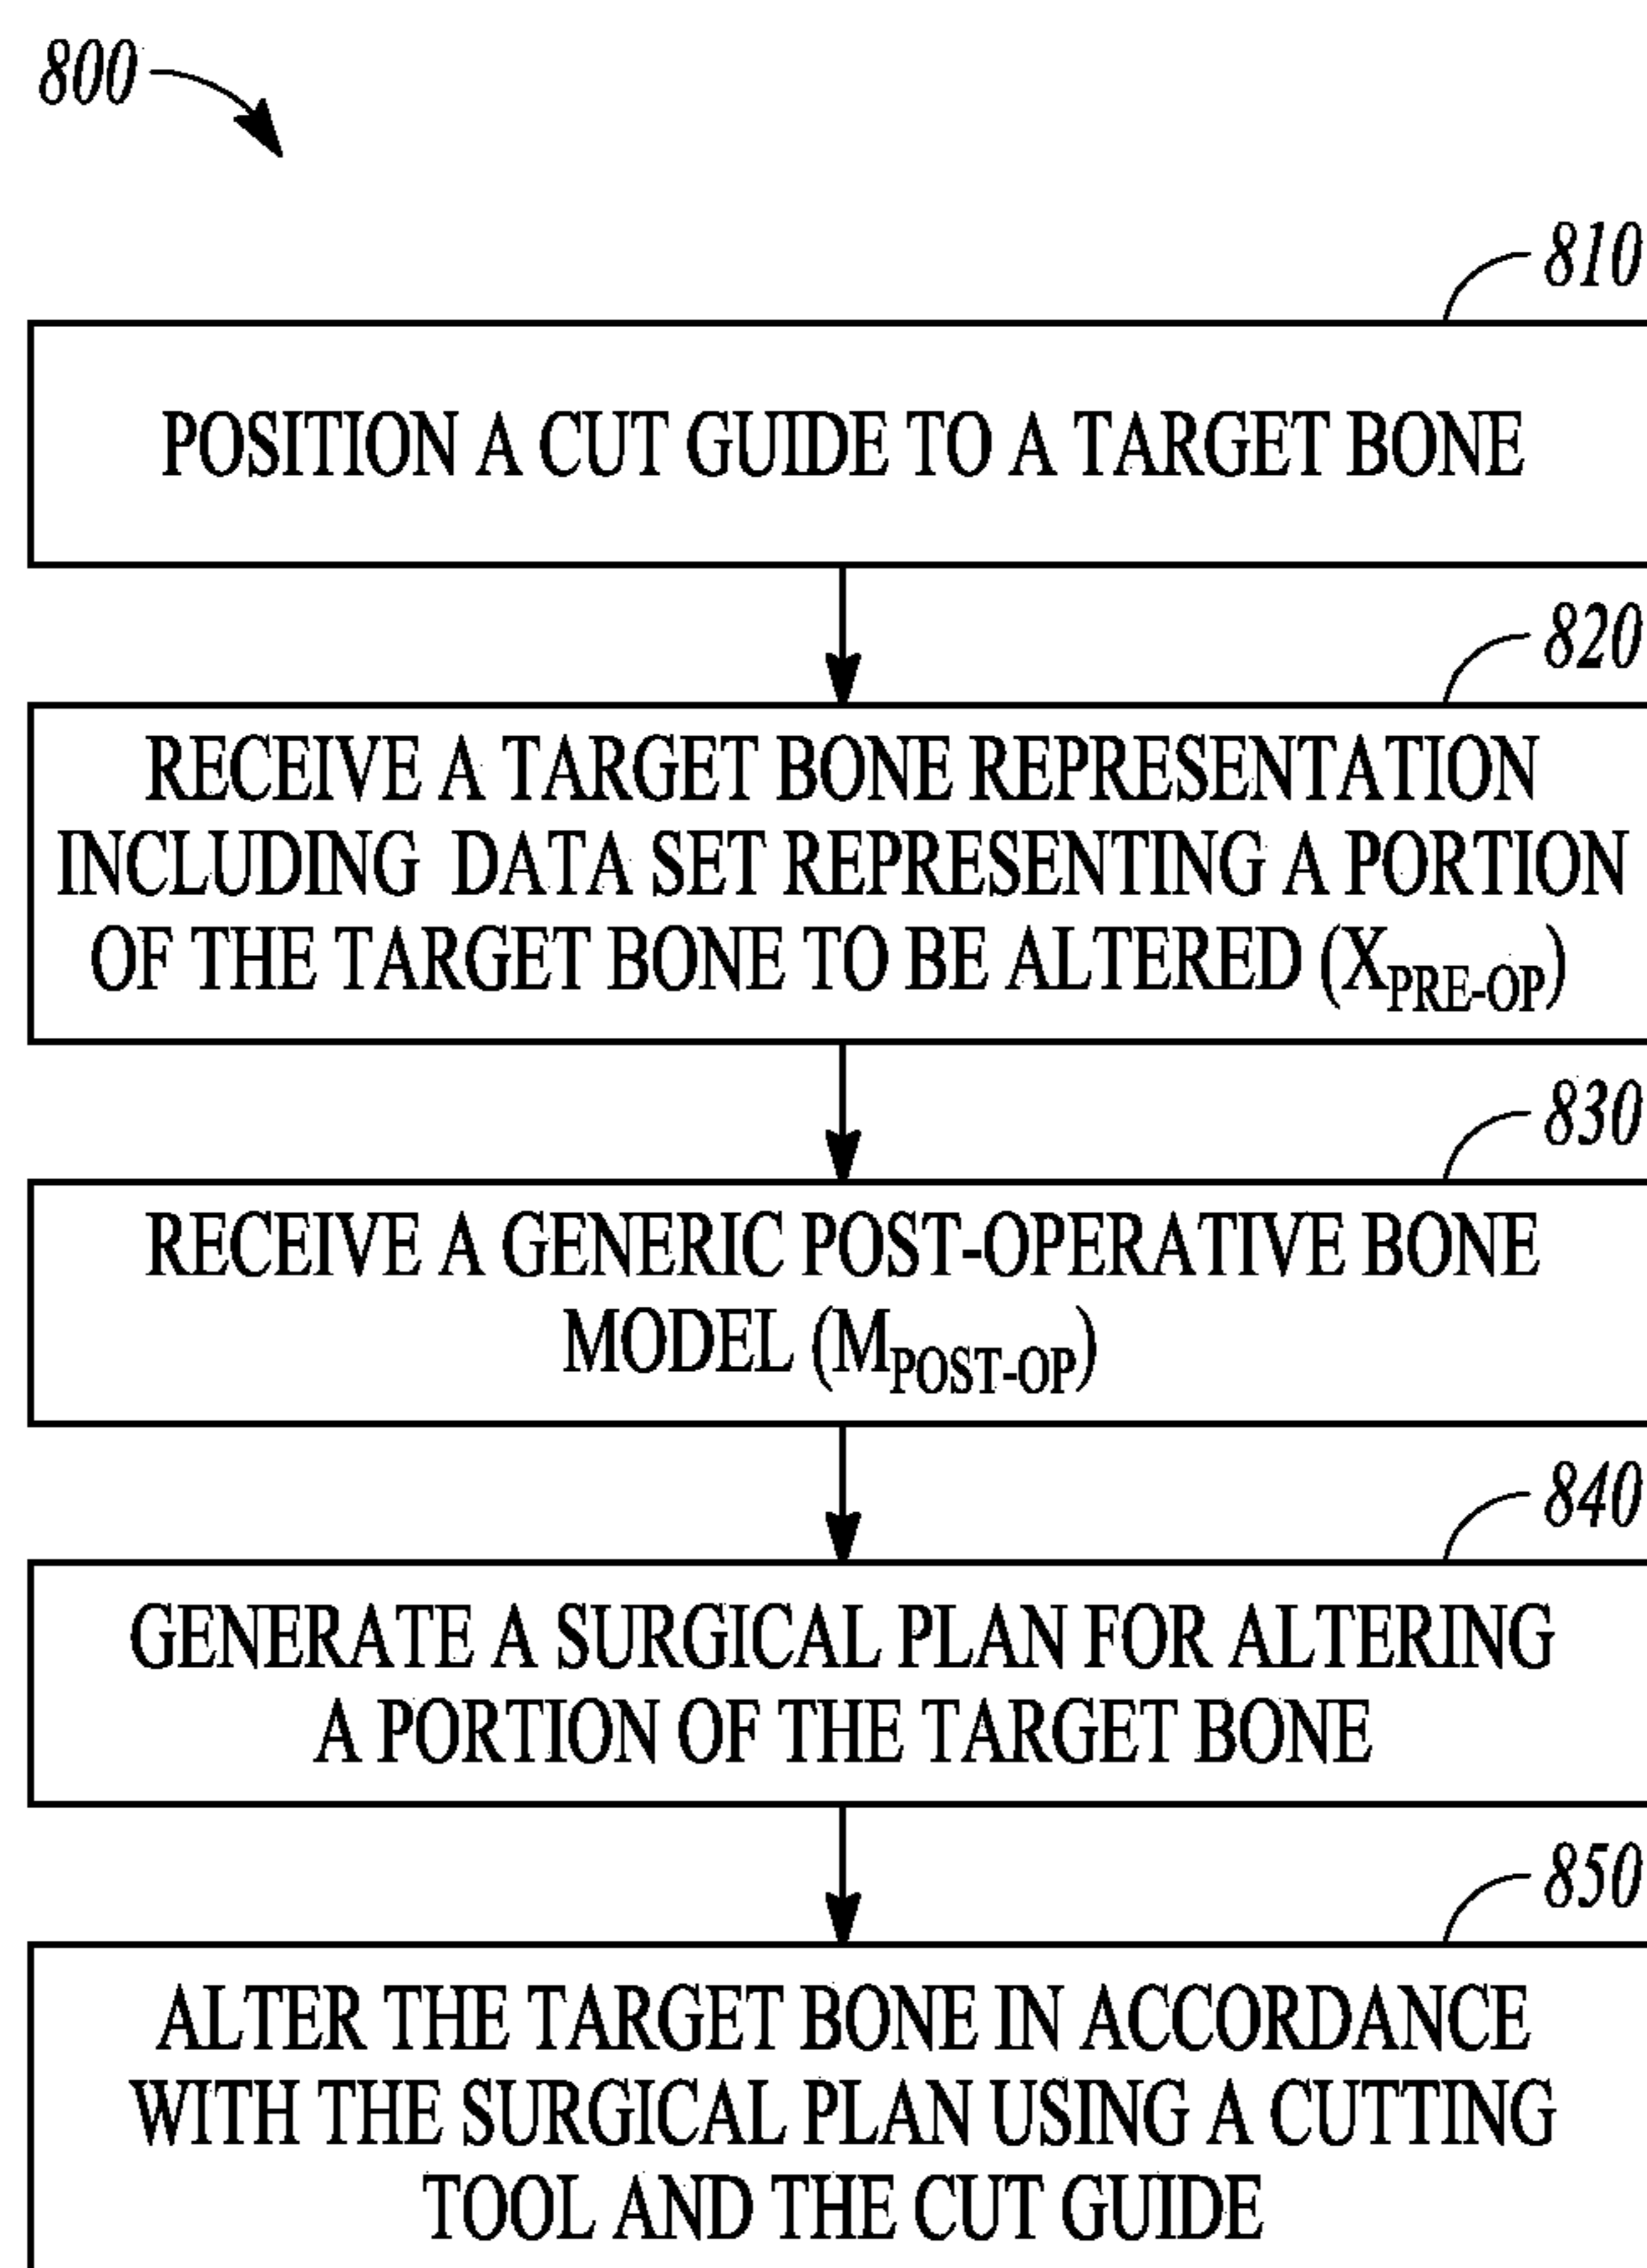 800
810
POSITION A CUT GUIDE TO A TARGET BONE
820
RECEIVE A TARGET BONE REPRESENTATION
INCLUDING DATA SET REPRESENTING A PORTION
OF THE TARGET BONE TO BE ALTERED (XPRE-OP)
830
RECEIVE A GENERIC POST-OPERATIVE BONE
MODEL (MPOST-OP)
840
GENERATE A SURGICAL PLAN FOR ALTERING
A PORTION OF THE TARGET BONE
850
ALTER THE TARGET BONE IN ACCORDANCE
WITH THE SURGICAL PLAN USING A CUTTING
TOOL AND THE CUT GUIDE